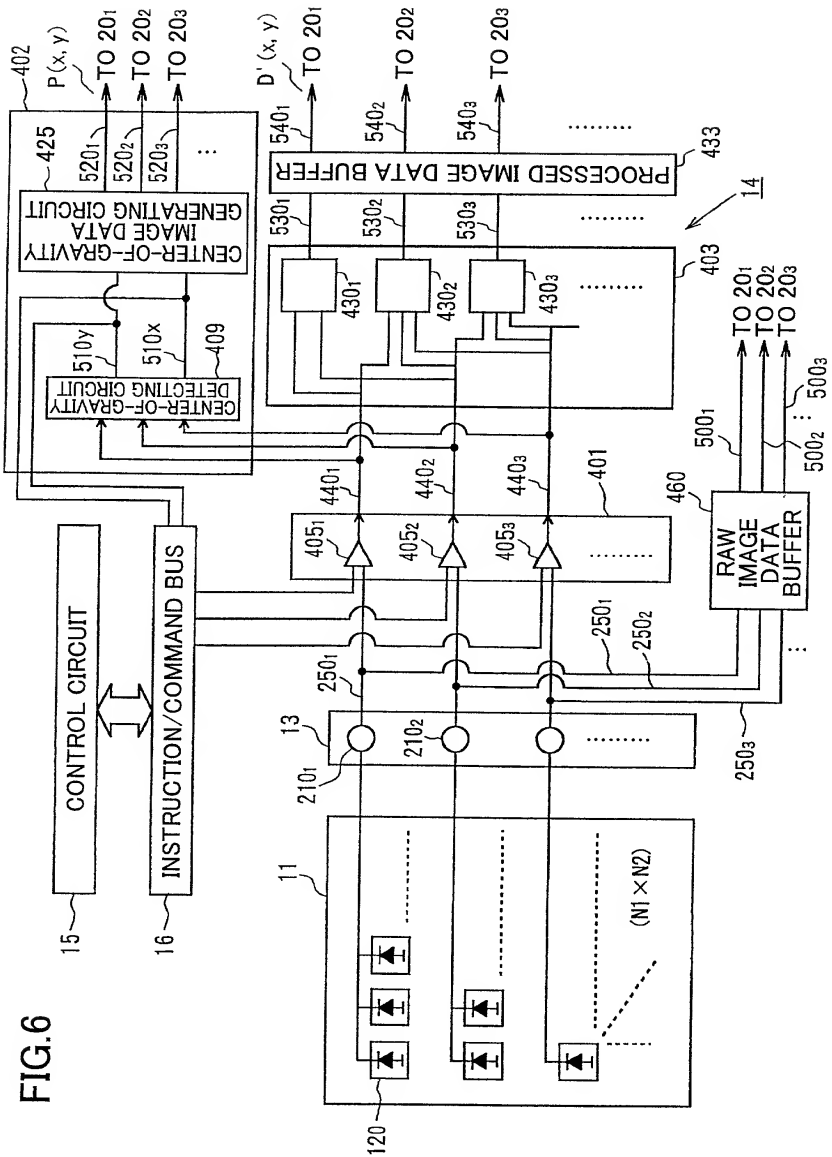 FIG.6
15
CONTROL CIRCUIT
16
INSTRUCTION/COMMAND BUS
402
P(x, y)
409
CENTER-OF-GRAVITY
DETECTING CIRCUIT
510y
510x
425
CENTER-OF-GRAVITY
IMAGE DATA
GENERATING CIRCUIT
520₁
520₂
520₃
...
TO 20₁
TO 20₂
TO 20₃
11
120
(N1×N2)
13
210₁
210₂
250₁
250₁
250₂
250₃
401
405₁
405₂
405₃
440₁
440₂
440₃
403
430₁
430₂
430₃
530₁
530₂
530₃
PROCESSED IMAGE DATA BUFFER
433
D'(x, y)
540₁
540₂
540₃
TO 20₁
TO 20₂
TO 20₃
14
460
RAW
IMAGE
DATA
BUFFER
500₁
500₂
500₃
TO 20₁
TO 20₂
TO 20₃